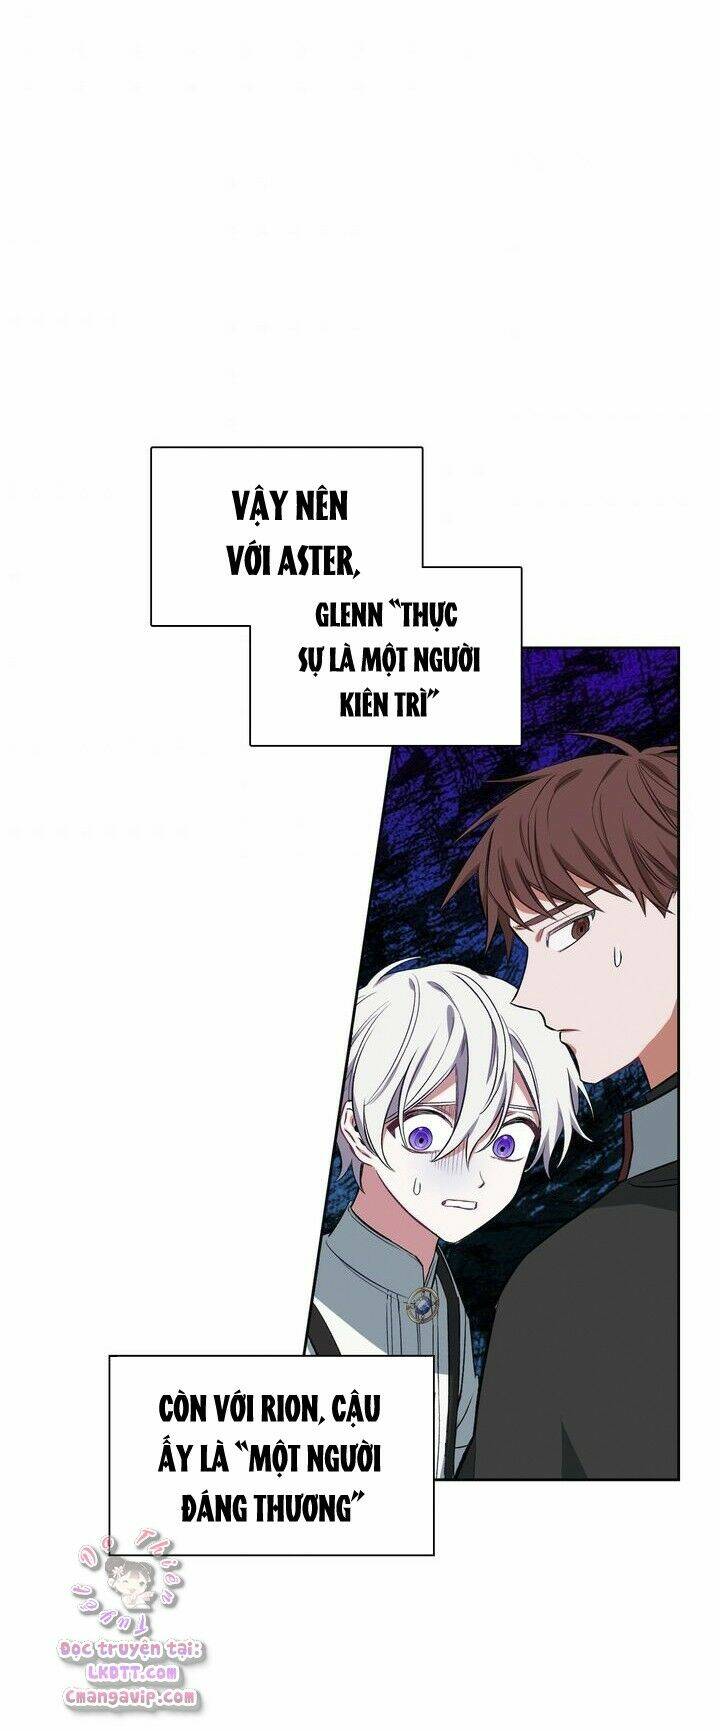 VẬY NÊN
VỚI ASTER,
GLENN “THỰC
SỰ LÀ MỘT NGƯỜI
KIÊN TRÌ”
CÒN VỚI RION, CẬU
ẤY LÀ “MỘT NGƯỜI
ĐÁNG THƯƠNG”
Thiên
Đọc truyện tại:
LKDTT.com
Cmangavip.com